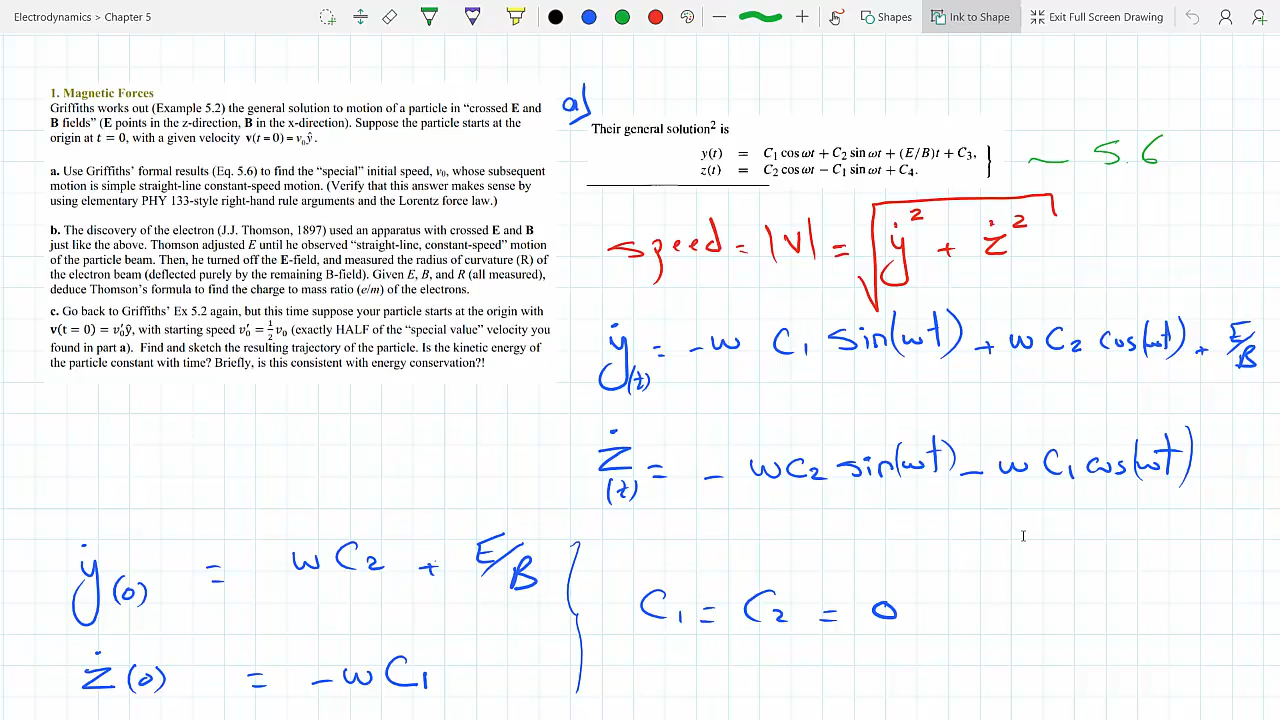 Electrodynamics > Chapter 5
Shapes
Ink to Shape
Exit Full Screen Drawing
1. Magnetic Forces
Griffiths works out (Example 5.2) the general solution to motion of a particle in “crossed E and
B fields” (E points in the z-direction, B in the x-direction). Suppose the particle starts at the
origin at t = 0, with a given velocity v(t = 0) = v₀ŷ.
a. Use Griffiths’ formal results (Eq. 5.6) to find the “special” initial speed, v₀, whose subsequent
motion is simple straight-line constant-speed motion. (Verify that this answer makes sense by
using elementary PHY 133-style right-hand rule arguments and the Lorentz force law.)
b. The discovery of the electron (J.J. Thomson, 1897) used an apparatus with crossed E and B
just like the above. Thomson adjusted E until he observed “straight-line, constant-speed” motion
of the particle beam. Then, he turned off the E-field, and measured the radius of curvature (R) of
the electron beam (deflected purely by the remaining B-field). Given E, B, and R (all measured),
deduce Thomson’s formula to find the charge to mass ratio (e/m) of the electrons.
c. Go back to Griffiths’ Ex 5.2 again, but this time suppose your particle starts at the origin with
v(t = 0) = v₀′ŷ, with starting speed v₀′ = ½v₀ (exactly HALF of the “special value” velocity you
found in part a). Find and sketch the resulting trajectory of the particle. Is the kinetic energy of
the particle constant with time? Briefly, is this consistent with energy conservation?!
a)
Their general solution² is
y(t) = C₁ cos ωt + C₂ sin ωt + (E/B)t + C₃,
z(t) = C₂ cos ωt − C₁ sin ωt + C₄.
~ 5.6
speed = |V| = √(ẏ² + ż²)
ẏ(t) = -w C₁ sin(wt) + w C₂ cos(wt) + E/B
ż(t) = - wC₂ sin(wt) - w C₁ cos(wt)
ẏ(0) = w C₂ + E/B
ż(0) = - w C₁
C₁ = C₂ = 0